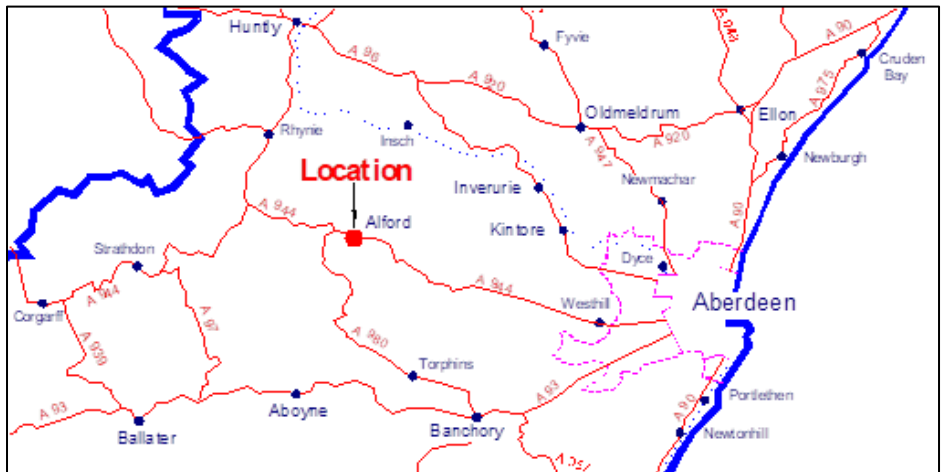 Huntly
Fyvie
A 90
A 948
Cruden
Bay
A 96
A 920
A 975
Oldmeldrum
Ellon
Rhynie
Insch
A 920
A 947
Newburgh
Location
Inverurie
Newmachar
A 944
Alford
Kintore
A 90
Strathdon
Dyce
A 944
A 944
Westhill
Aberdeen
Corgarff
A 97
A 939
A 980
Torphins
A 93
Portlethen
A 93
Aboyne
A 90
Ballater
Banchory
Newtonhill